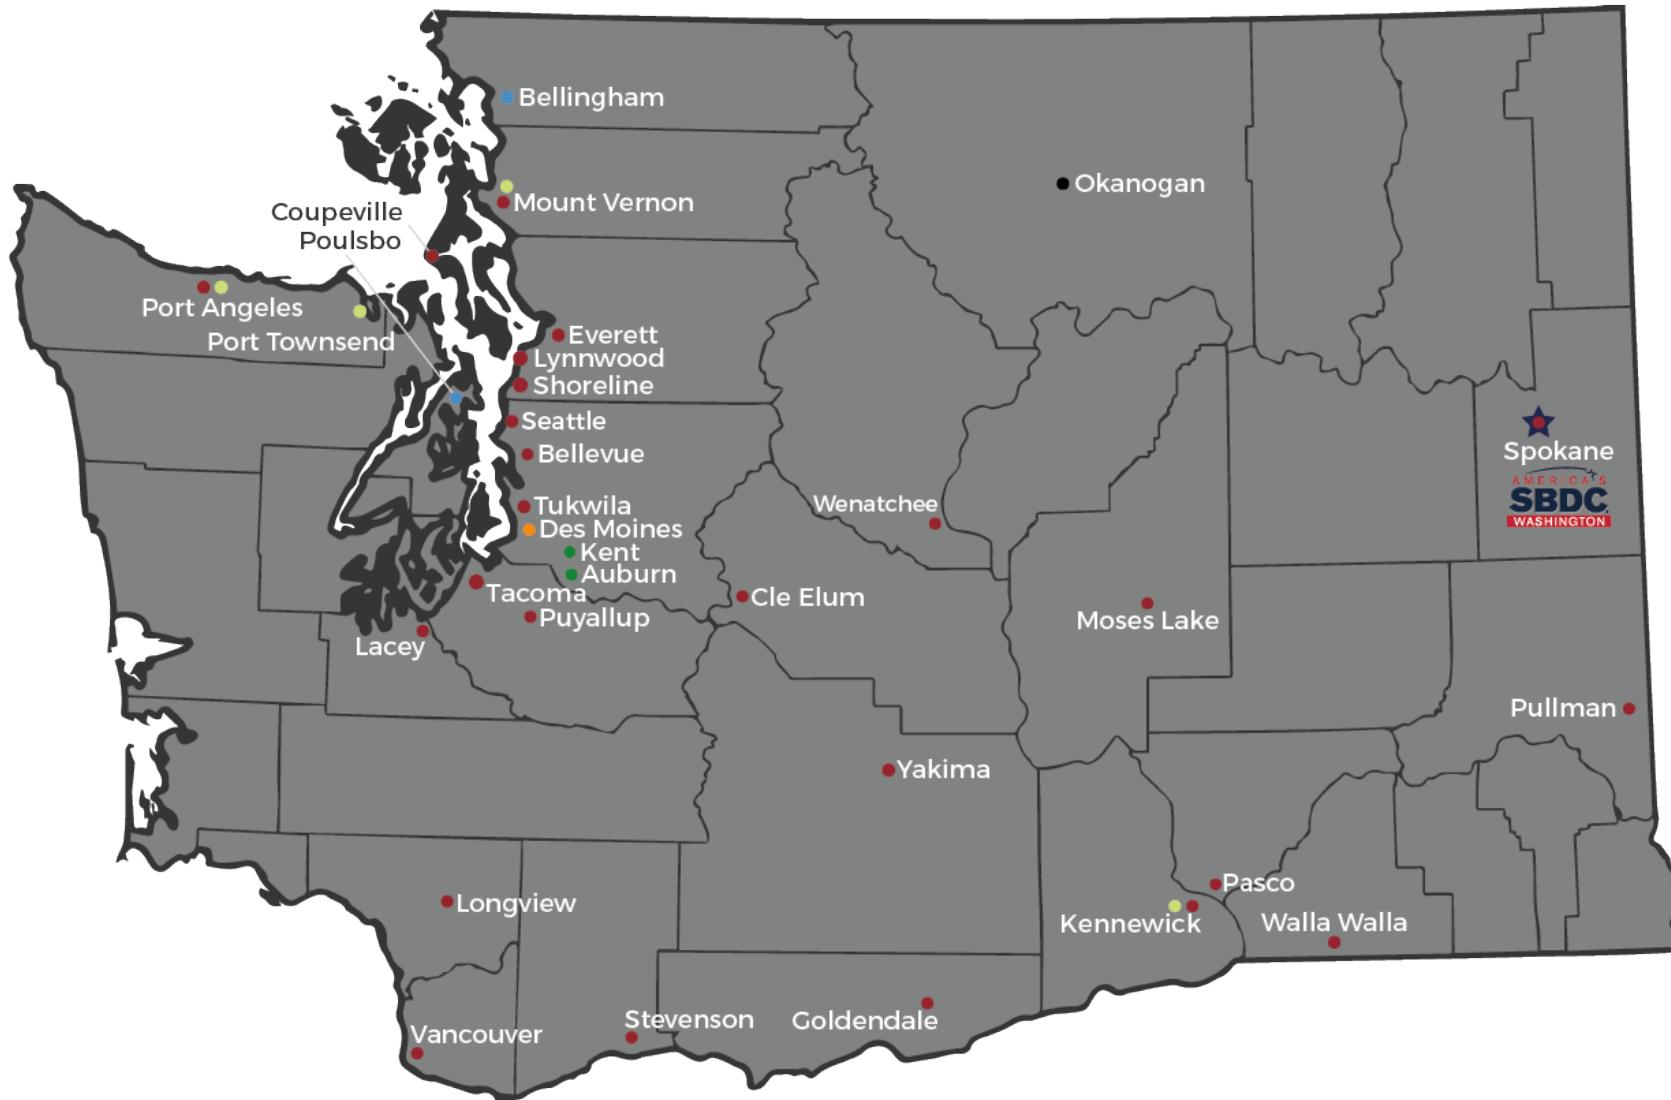 Bellingham
Okanogan
Mount Vernon
Coupeville
Poulsbo
Port Angeles
Port Townsend
Everett
Lynnwood
Shoreline
Seattle
Bellevue
Spokane
AMERICA'S
SBDC
WASHINGTON
Wenatchee
Tukwila
Des Moines
Kent
Auburn
Tacoma
Cle Elum
Puyallup
Moses Lake
Lacey
Pullman
Yakima
Pasco
Longview
Kennewick
Walla Walla
Stevenson
Goldendale
Vancouver